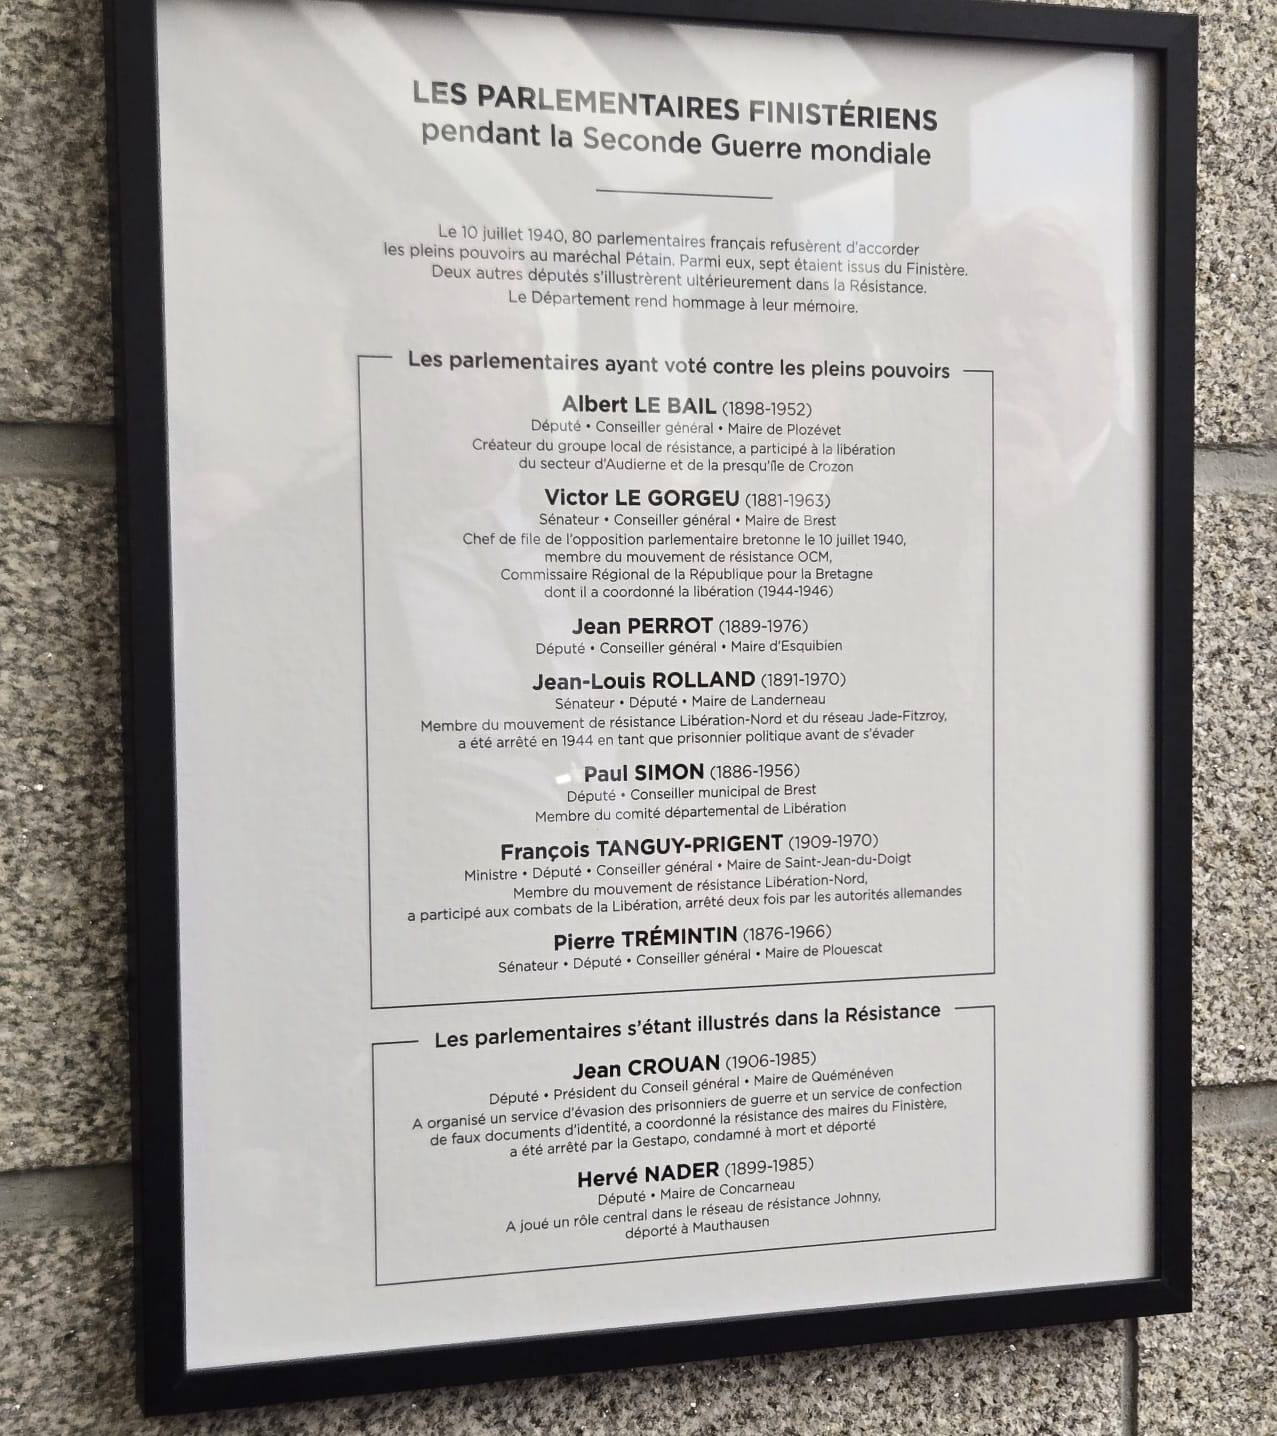 LES PARLEMENTAIRES FINISTÉRIENS
pendant la Seconde Guerre mondiale
Le 10 juillet 1940, 80 parlementaires français refusèrent d'accorder
les pleins pouvoirs au maréchal Pétain. Parmi eux, sept étaient issus du Finistère.
Deux autres députés s'illustrèrent ultérieurement dans la Résistance.
Le Département rend hommage à leur mémoire.
Les parlementaires ayant voté contre les pleins pouvoirs
Albert LE BAIL (1898-1952)
Député • Conseiller général • Maire de Plozévet
Créateur du groupe local de résistance, a participé à la libération
du secteur d'Audierne et de la presqu'île de Crozon
Victor LE GORGEU (1881-1963)
Sénateur • Conseiller général • Maire de Brest
Chef de file de l'opposition parlementaire bretonne le 10 juillet 1940,
membre du mouvement de résistance OCM,
Commissaire Régional de la République pour la Bretagne
dont il a coordonné la libération (1944-1946)
Jean PERROT (1889-1976)
Député • Conseiller général • Maire d'Esquibien
Jean-Louis ROLLAND (1891-1970)
Sénateur • Député • Maire de Landerneau
Membre du mouvement de résistance Libération-Nord et du réseau Jade-Fitzroy,
a été arrêté en 1944 en tant que prisonnier politique avant de s'évader
Paul SIMON (1886-1956)
Député • Conseiller municipal de Brest
Membre du comité départemental de Libération
François TANGUY-PRIGENT (1909-1970)
Ministre • Député • Conseiller général • Maire de Saint-Jean-du-Doigt
Membre du mouvement de résistance Libération-Nord,
a participé aux combats de la Libération, arrêté deux fois par les autorités allemandes
Pierre TRÉMINTIN (1876-1966)
Sénateur • Député • Conseiller général • Maire de Plouescat
Les parlementaires s'étant illustrés dans la Résistance
Jean CROUAN (1906-1985)
Député • Président du Conseil général • Maire de Quéménéven
A organisé un service d'évasion des prisonniers de guerre et un service de confection
de faux documents d'identité, a coordonné la résistance des maires du Finistère,
a été arrêté par la Gestapo, condamné à mort et déporté
Hervé NADER (1899-1985)
Député • Maire de Concarneau
A joué un rôle central dans le réseau de résistance Johnny,
déporté à Mauthausen